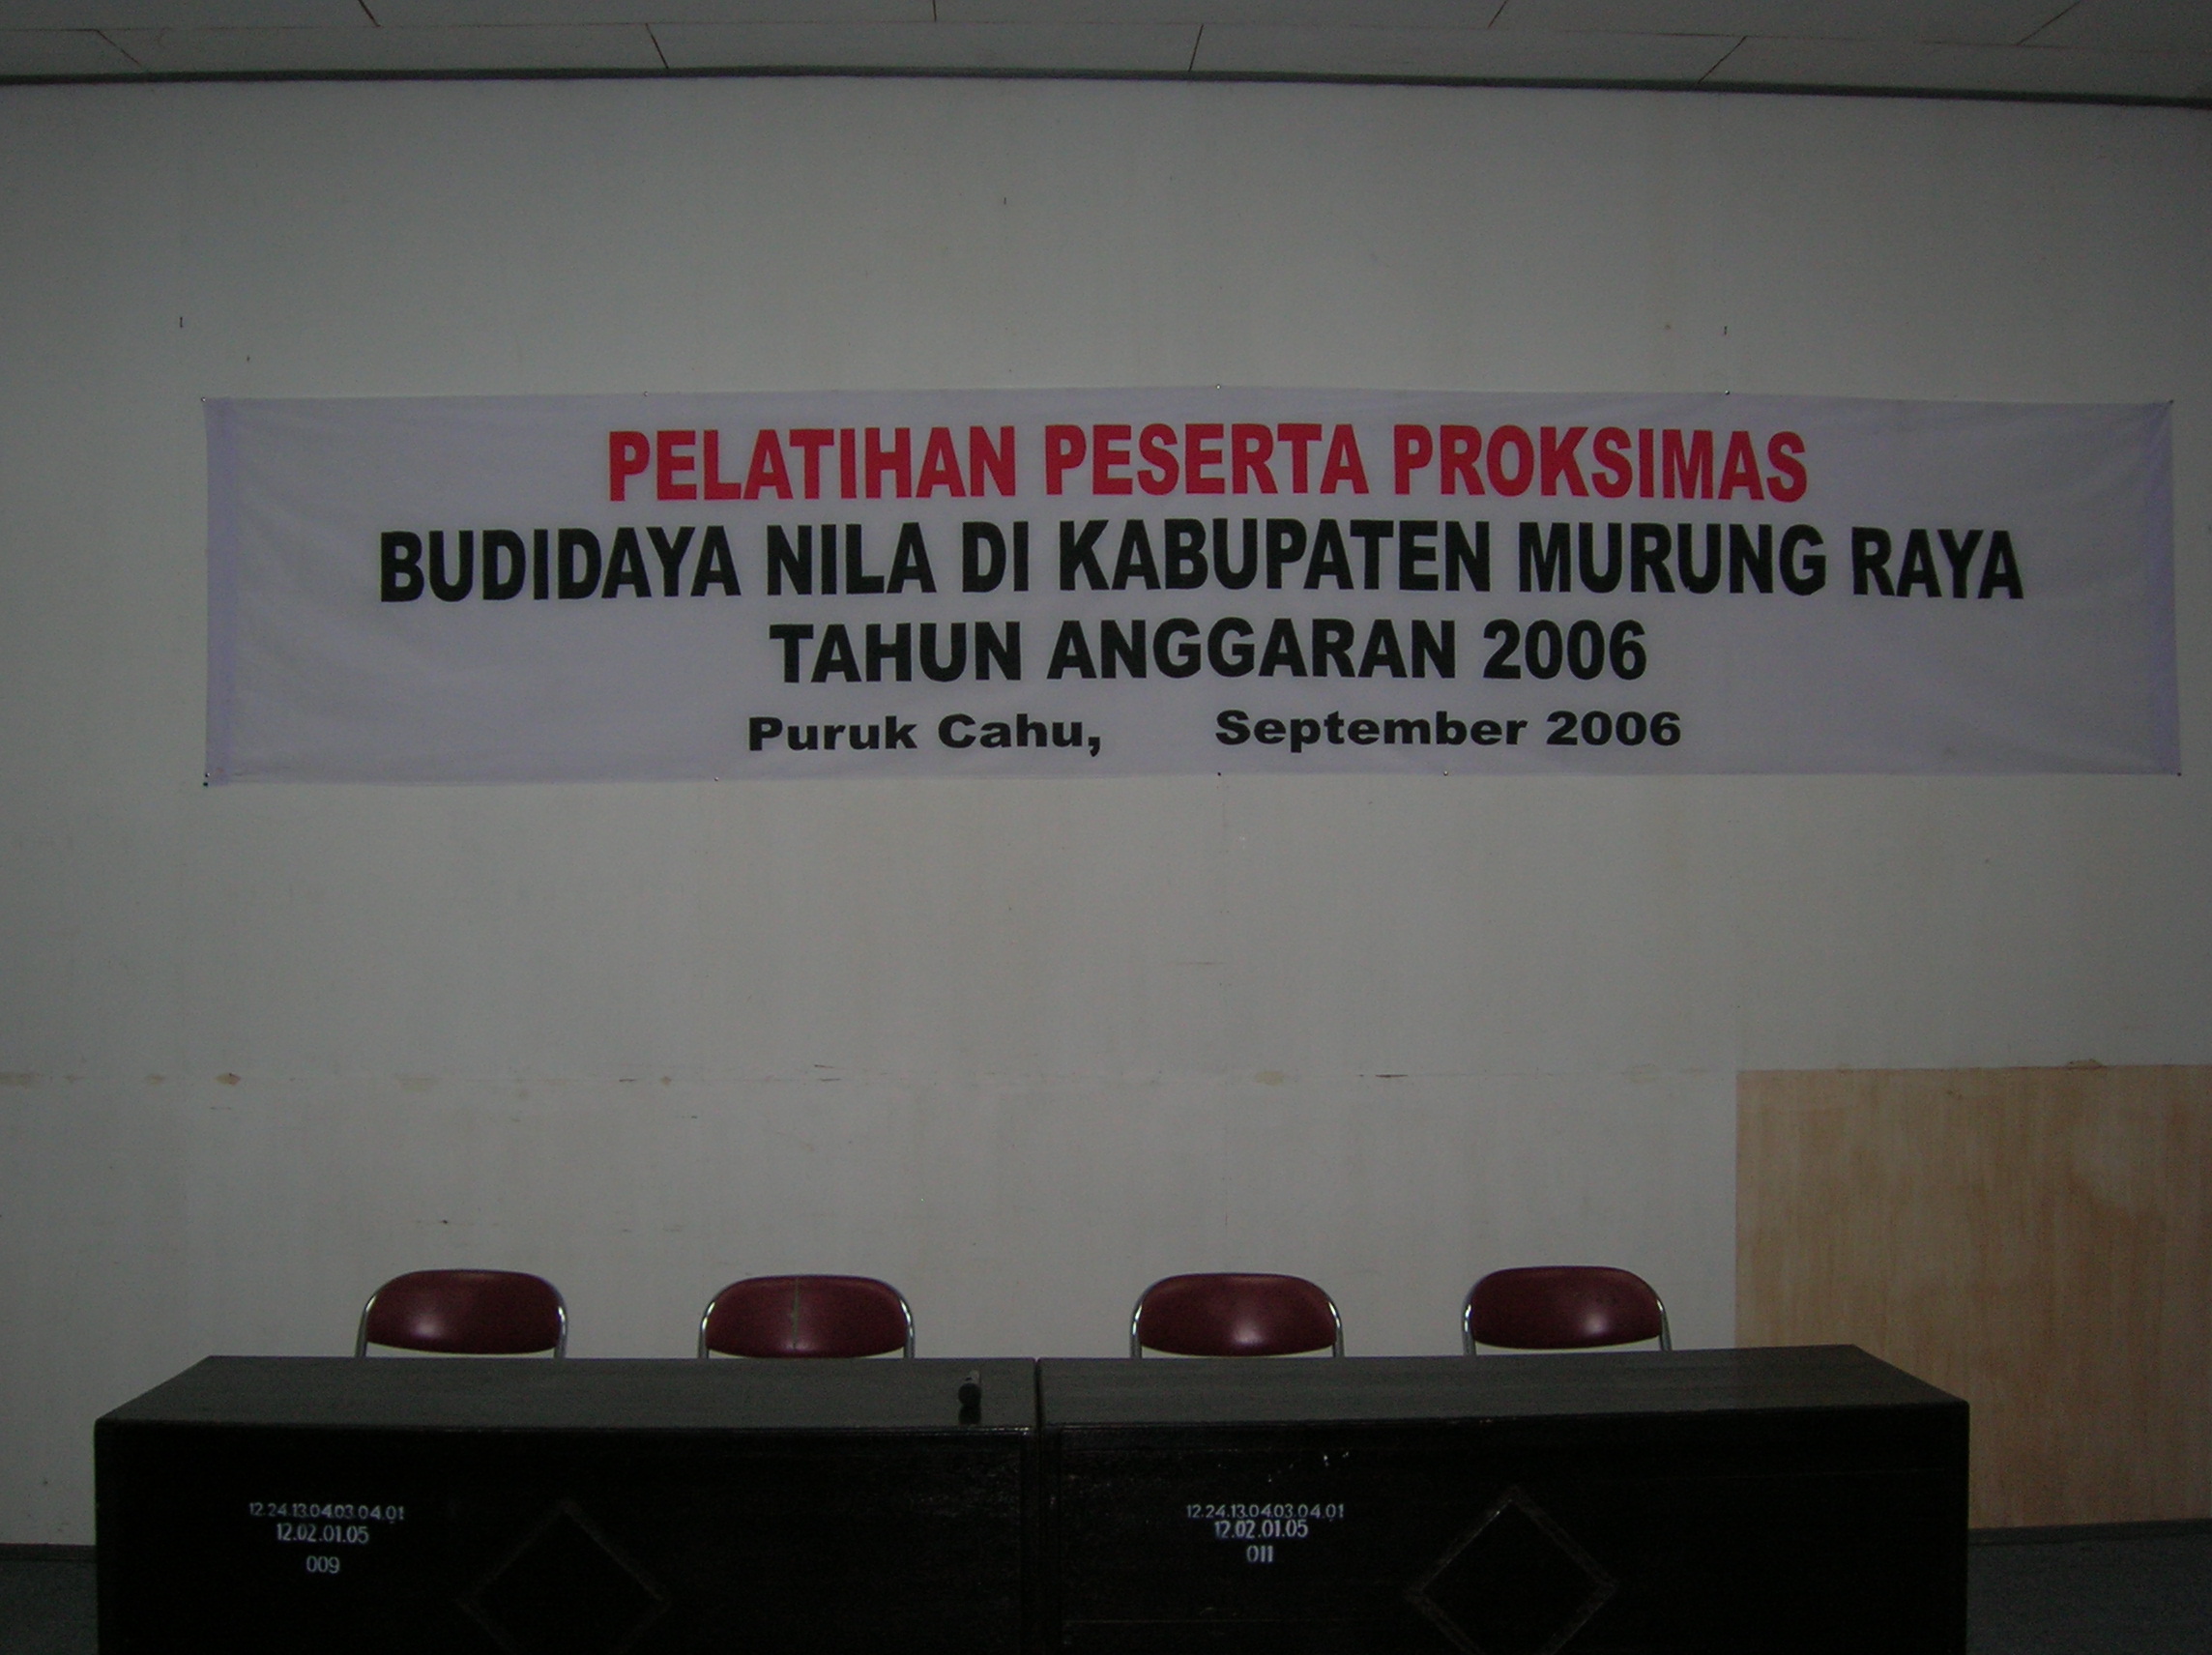 PELATIHAN PESERTA PROKSIMAS
BUDIDAYA NILA DI KABUPATEN MURUNG RAYA
TAHUN ANGGARAN 2006
Puruk Cahu, September 2006
12.24.13.04.03.04.01
12.02.01.05
009
12.24.13.04.03.04.01
12.02.01.05
011